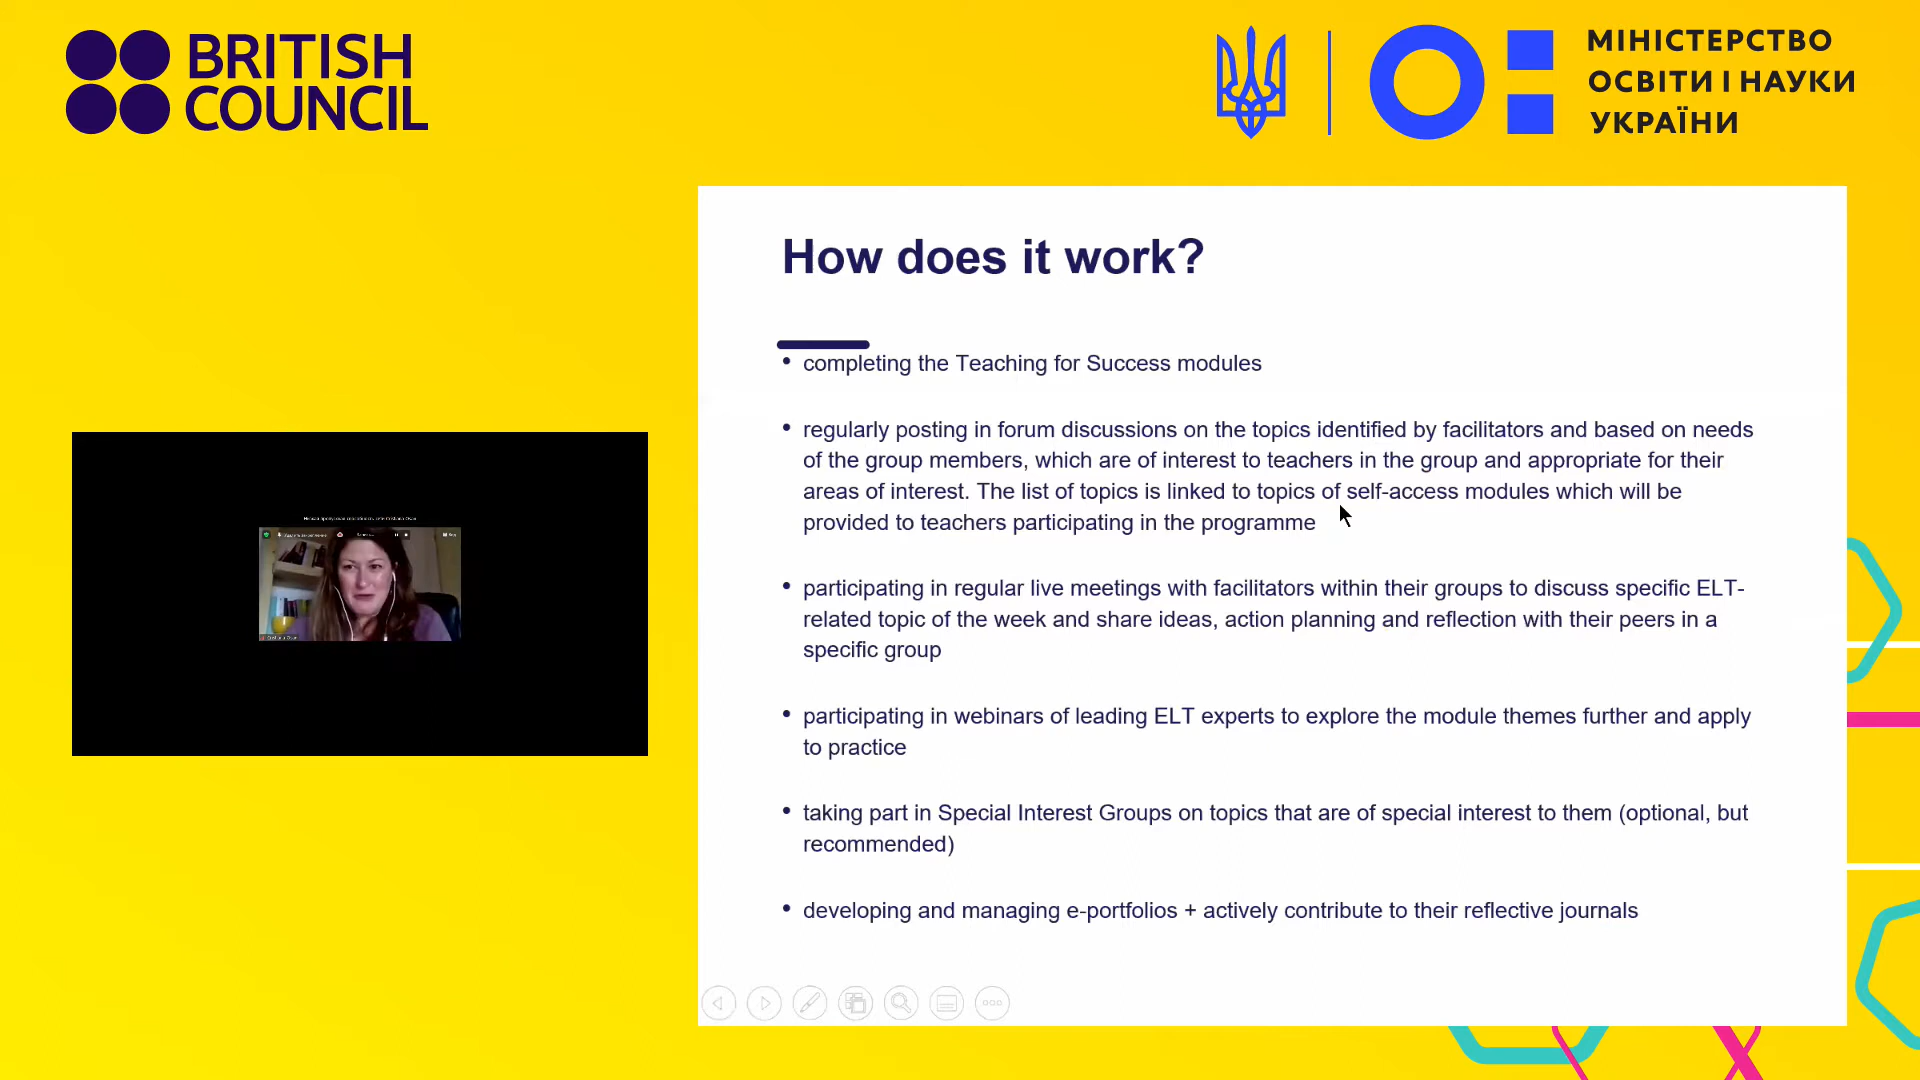 BRITISH
COUNCIL
МІНІСТЕРСТВО
ОСВІТИ І НАУКИ
УКРАЇНИ
How does it work?
• completing the Teaching for Success modules
• regularly posting in forum discussions on the topics identified by facilitators and based on needs
of the group members, which are of interest to teachers in the group and appropriate for their
areas of interest. The list of topics is linked to topics of self-access modules which will be
provided to teachers participating in the programme
• participating in regular live meetings with facilitators within their groups to discuss specific ELT-
related topic of the week and share ideas, action planning and reflection with their peers in a
specific group
• participating in webinars of leading ELT experts to explore the module themes further and apply
to practice
• taking part in Special Interest Groups on topics that are of special interest to them (optional, but
recommended)
• developing and managing e-portfolios + actively contribute to their reflective journals